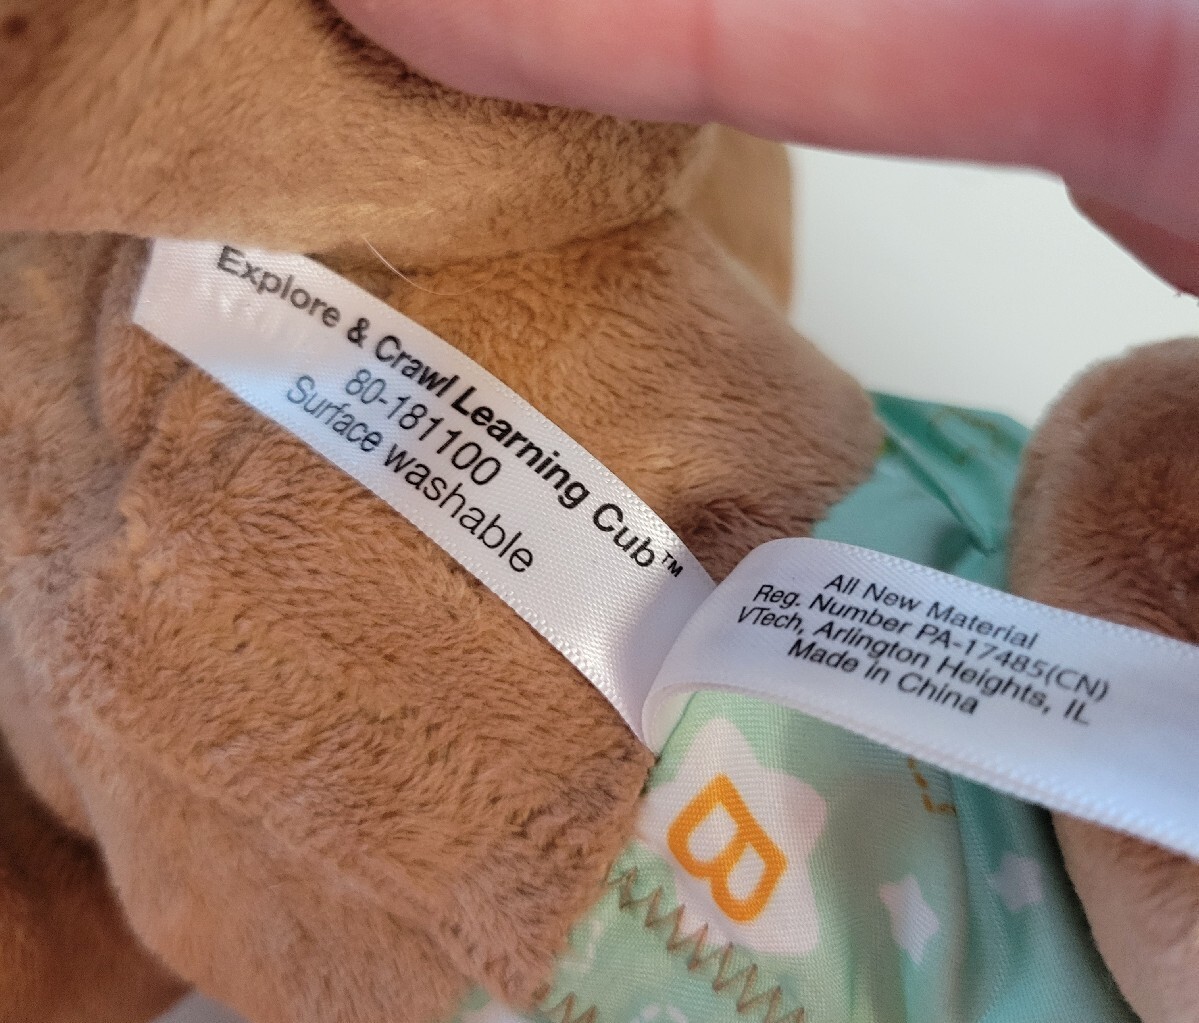 Explore & Crawl Learning Cub™
80-181100
Surface washable
All New Material
Reg. Number PA-17485(CN)
VTech, Arlington Heights, IL
Made in China
B